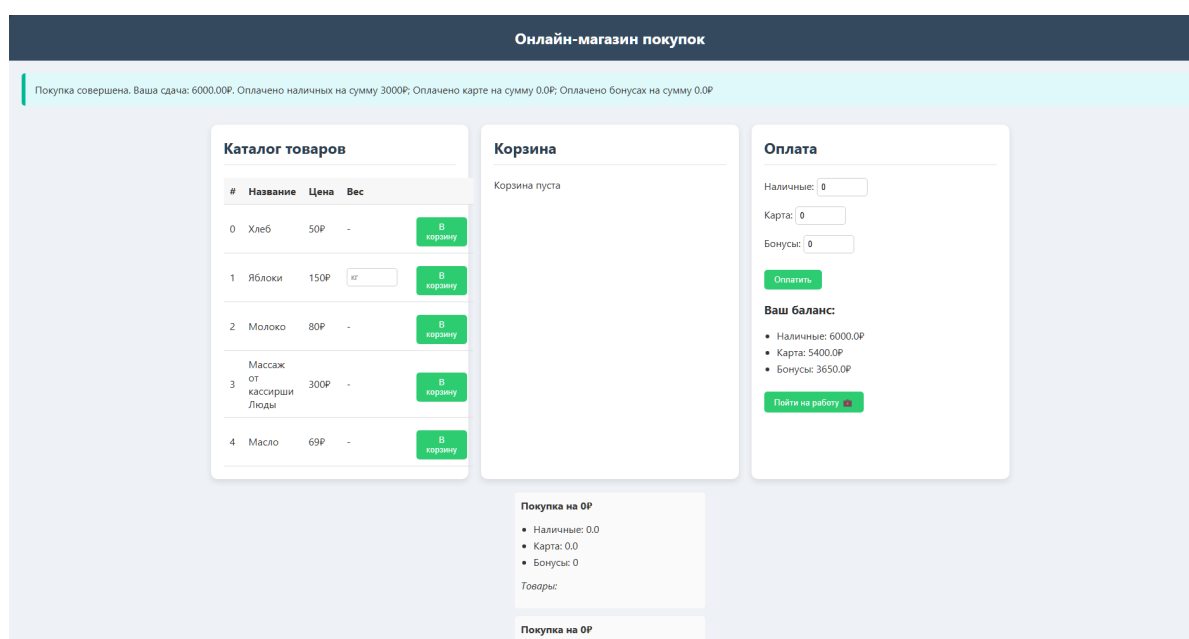 Онлайн-магазин покупок
Покупка совершена. Ваша сдача: 6000.00₽. Оплачено наличных на сумму 3000₽; Оплачено карте на сумму 0.0₽; Оплачено бонусах на сумму 0.0₽
Каталог товаров
# Название Цена Вес
0 Хлеб 50₽ - В корзину
1 Яблоки 150₽ кг В корзину
2 Молоко 80₽ - В корзину
3 Массаж от кассирши Люды 300₽ - В корзину
4 Масло 69₽ - В корзину
Корзина
Корзина пуста
Оплата
Наличные: 0
Карта: 0
Бонусы: 0
Оплатить
Ваш баланс:
• Наличные: 6000.0₽
• Карта: 5400.0₽
• Бонусы: 3650.0₽
Пойти на работу 💼
Покупка на 0₽
• Наличные: 0.0
• Карта: 0.0
• Бонусы: 0
Товары:
Покупка на 0₽